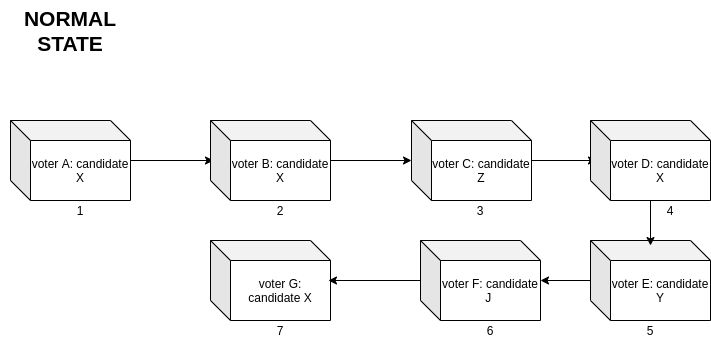 NORMAL
STATE
voter A: candidate
X
1
voter B: candidate
X
2
voter C: candidate
Z
3
voter D: candidate
X
4
voter E: candidate
Y
5
voter F: candidate
J
6
voter G:
candidate X
7